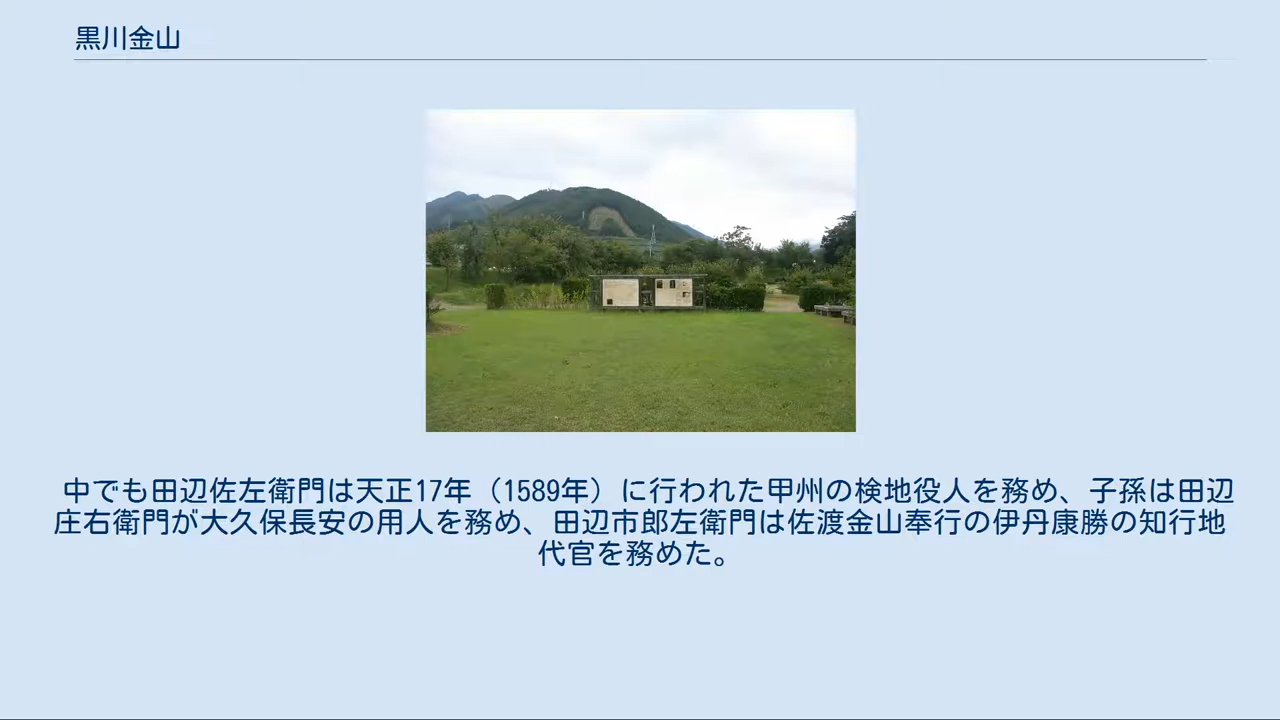 黒川金山
中でも田辺佐左衛門は天正17年（1589年）に行われた甲州の検地役人を務め、子孫は田辺
庄右衛門が大久保長安の用人を務め、田辺市郎左衛門は佐渡金山奉行の伊丹康勝の知行地
代官を務めた。